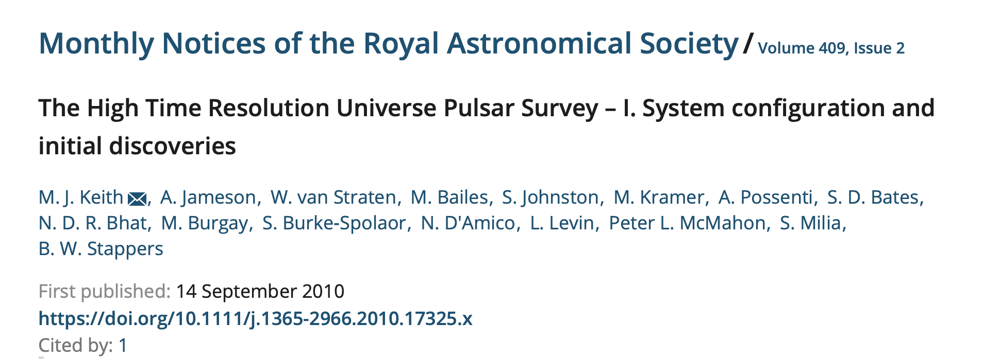 Monthly Notices of the Royal Astronomical Society / Volume 409, Issue 2
The High Time Resolution Universe Pulsar Survey – I. System configuration and
initial discoveries
M. J. Keith, A. Jameson, W. van Straten, M. Bailes, S. Johnston, M. Kramer, A. Possenti, S. D. Bates,
N. D. R. Bhat, M. Burgay, S. Burke-Spolaor, N. D'Amico, L. Levin, Peter L. McMahon, S. Milia,
B. W. Stappers
First published: 14 September 2010
https://doi.org/10.1111/j.1365-2966.2010.17325.x
Cited by: 1